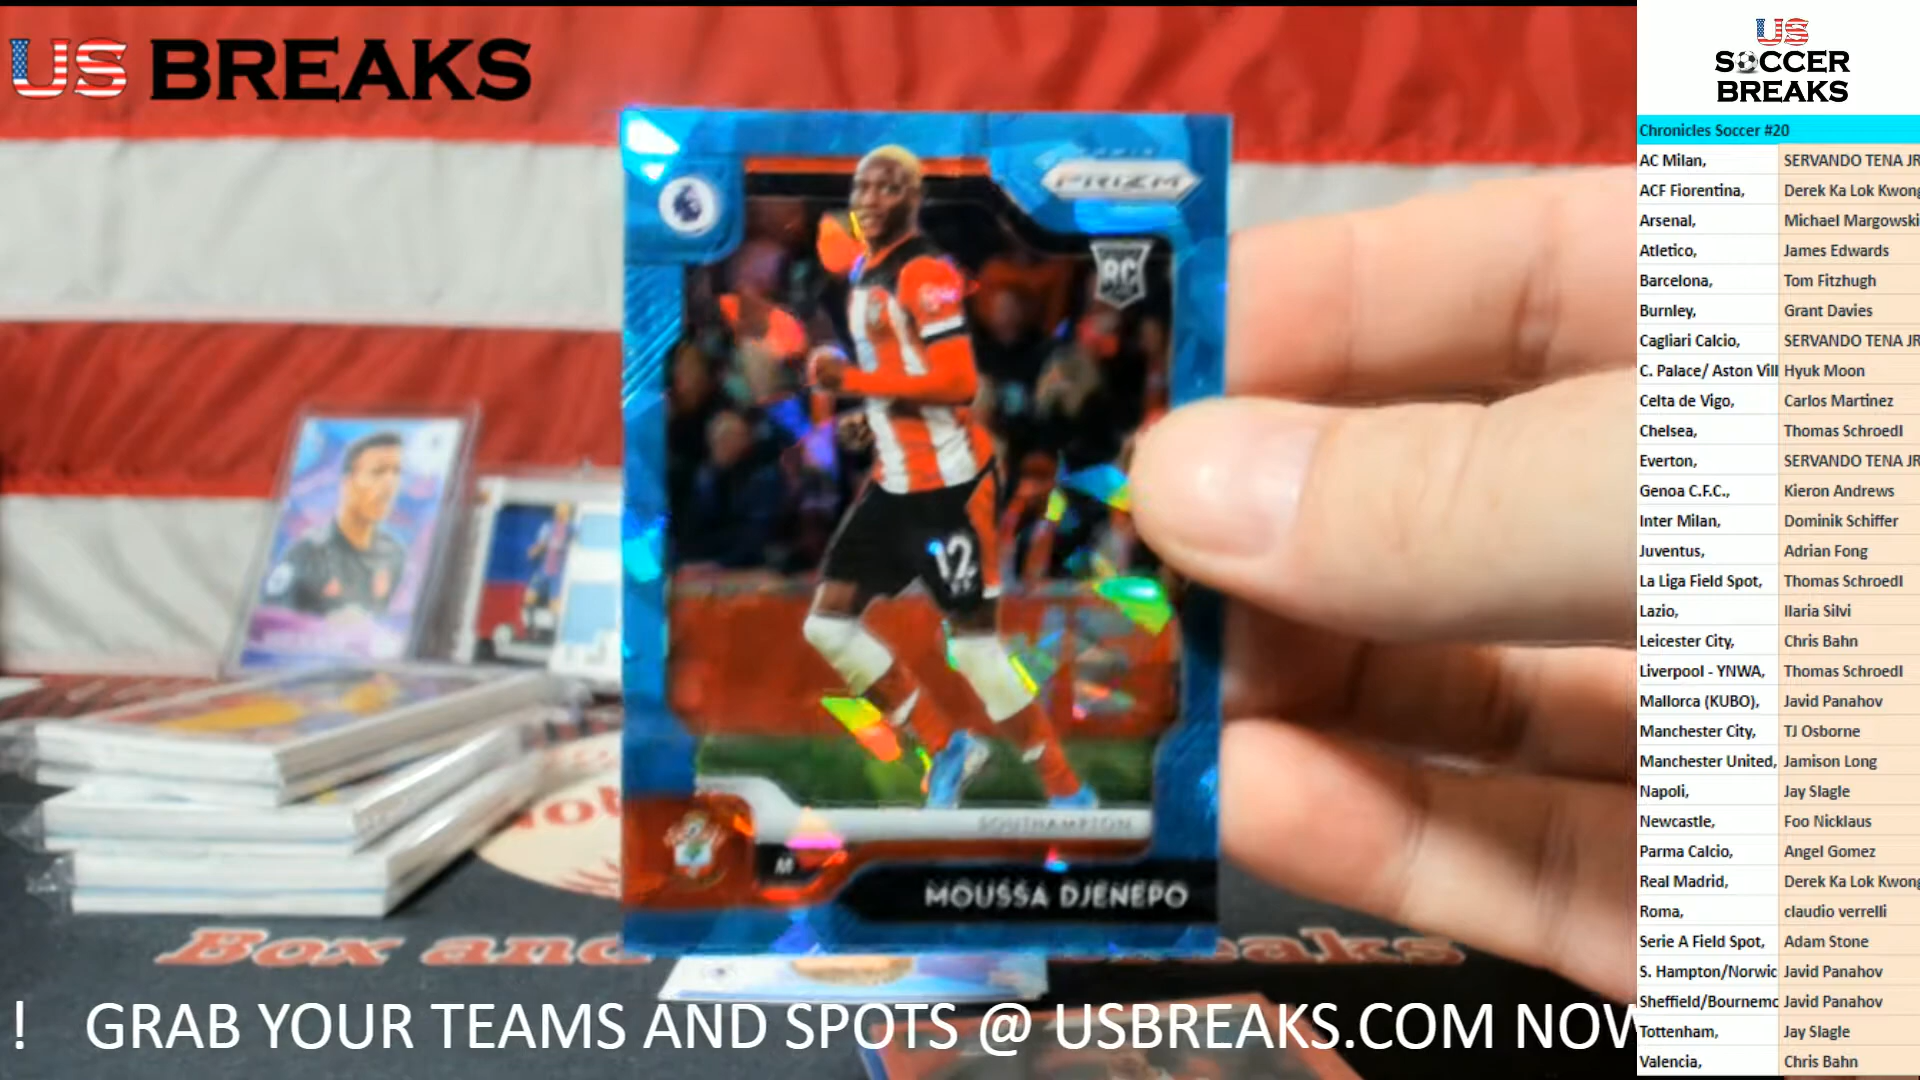 US BREAKS
US
SOCCER
BREAKS
Chronicles Soccer #20
AC Milan, SERVANDO TENA JR
ACF Fiorentina, Derek Ka Lok Kwong
Arsenal, Michael Margowski
Atletico, James Edwards
Barcelona, Tom Fitzhugh
Burnley, Grant Davies
Cagliari Calcio, SERVANDO TENA JR
C. Palace/ Aston Vill Hyuk Moon
Celta de Vigo, Carlos Martinez
Chelsea, Thomas Schroedl
Everton, SERVANDO TENA JR
Genoa C.F.C., Kieron Andrews
Inter Milan, Dominik Schiffer
Juventus, Adrian Fong
La Liga Field Spot, Thomas Schroedl
Lazio, Ilaria Silvi
Leicester City, Chris Bahn
Liverpool - YNWA, Thomas Schroedl
Mallorca (KUBO), Javid Panahov
Manchester City, TJ Osborne
Manchester United, Jamison Long
Napoli, Jay Slagle
Newcastle, Foo Nicklaus
Parma Calcio, Angel Gomez
Real Madrid, Derek Ka Lok Kwong
Roma, claudio verrelli
Serie A Field Spot, Adam Stone
S. Hampton/Norwic Javid Panahov
Sheffield/Bournemo Javid Panahov
Tottenham, Jay Slagle
Valencia, Chris Bahn
PANINI
PRIZM
RC
12
SOUTHAMPTON
M
MOUSSA DJENEPO
Box and eaks
! GRAB YOUR TEAMS AND SPOTS @ USBREAKS.COM NOW